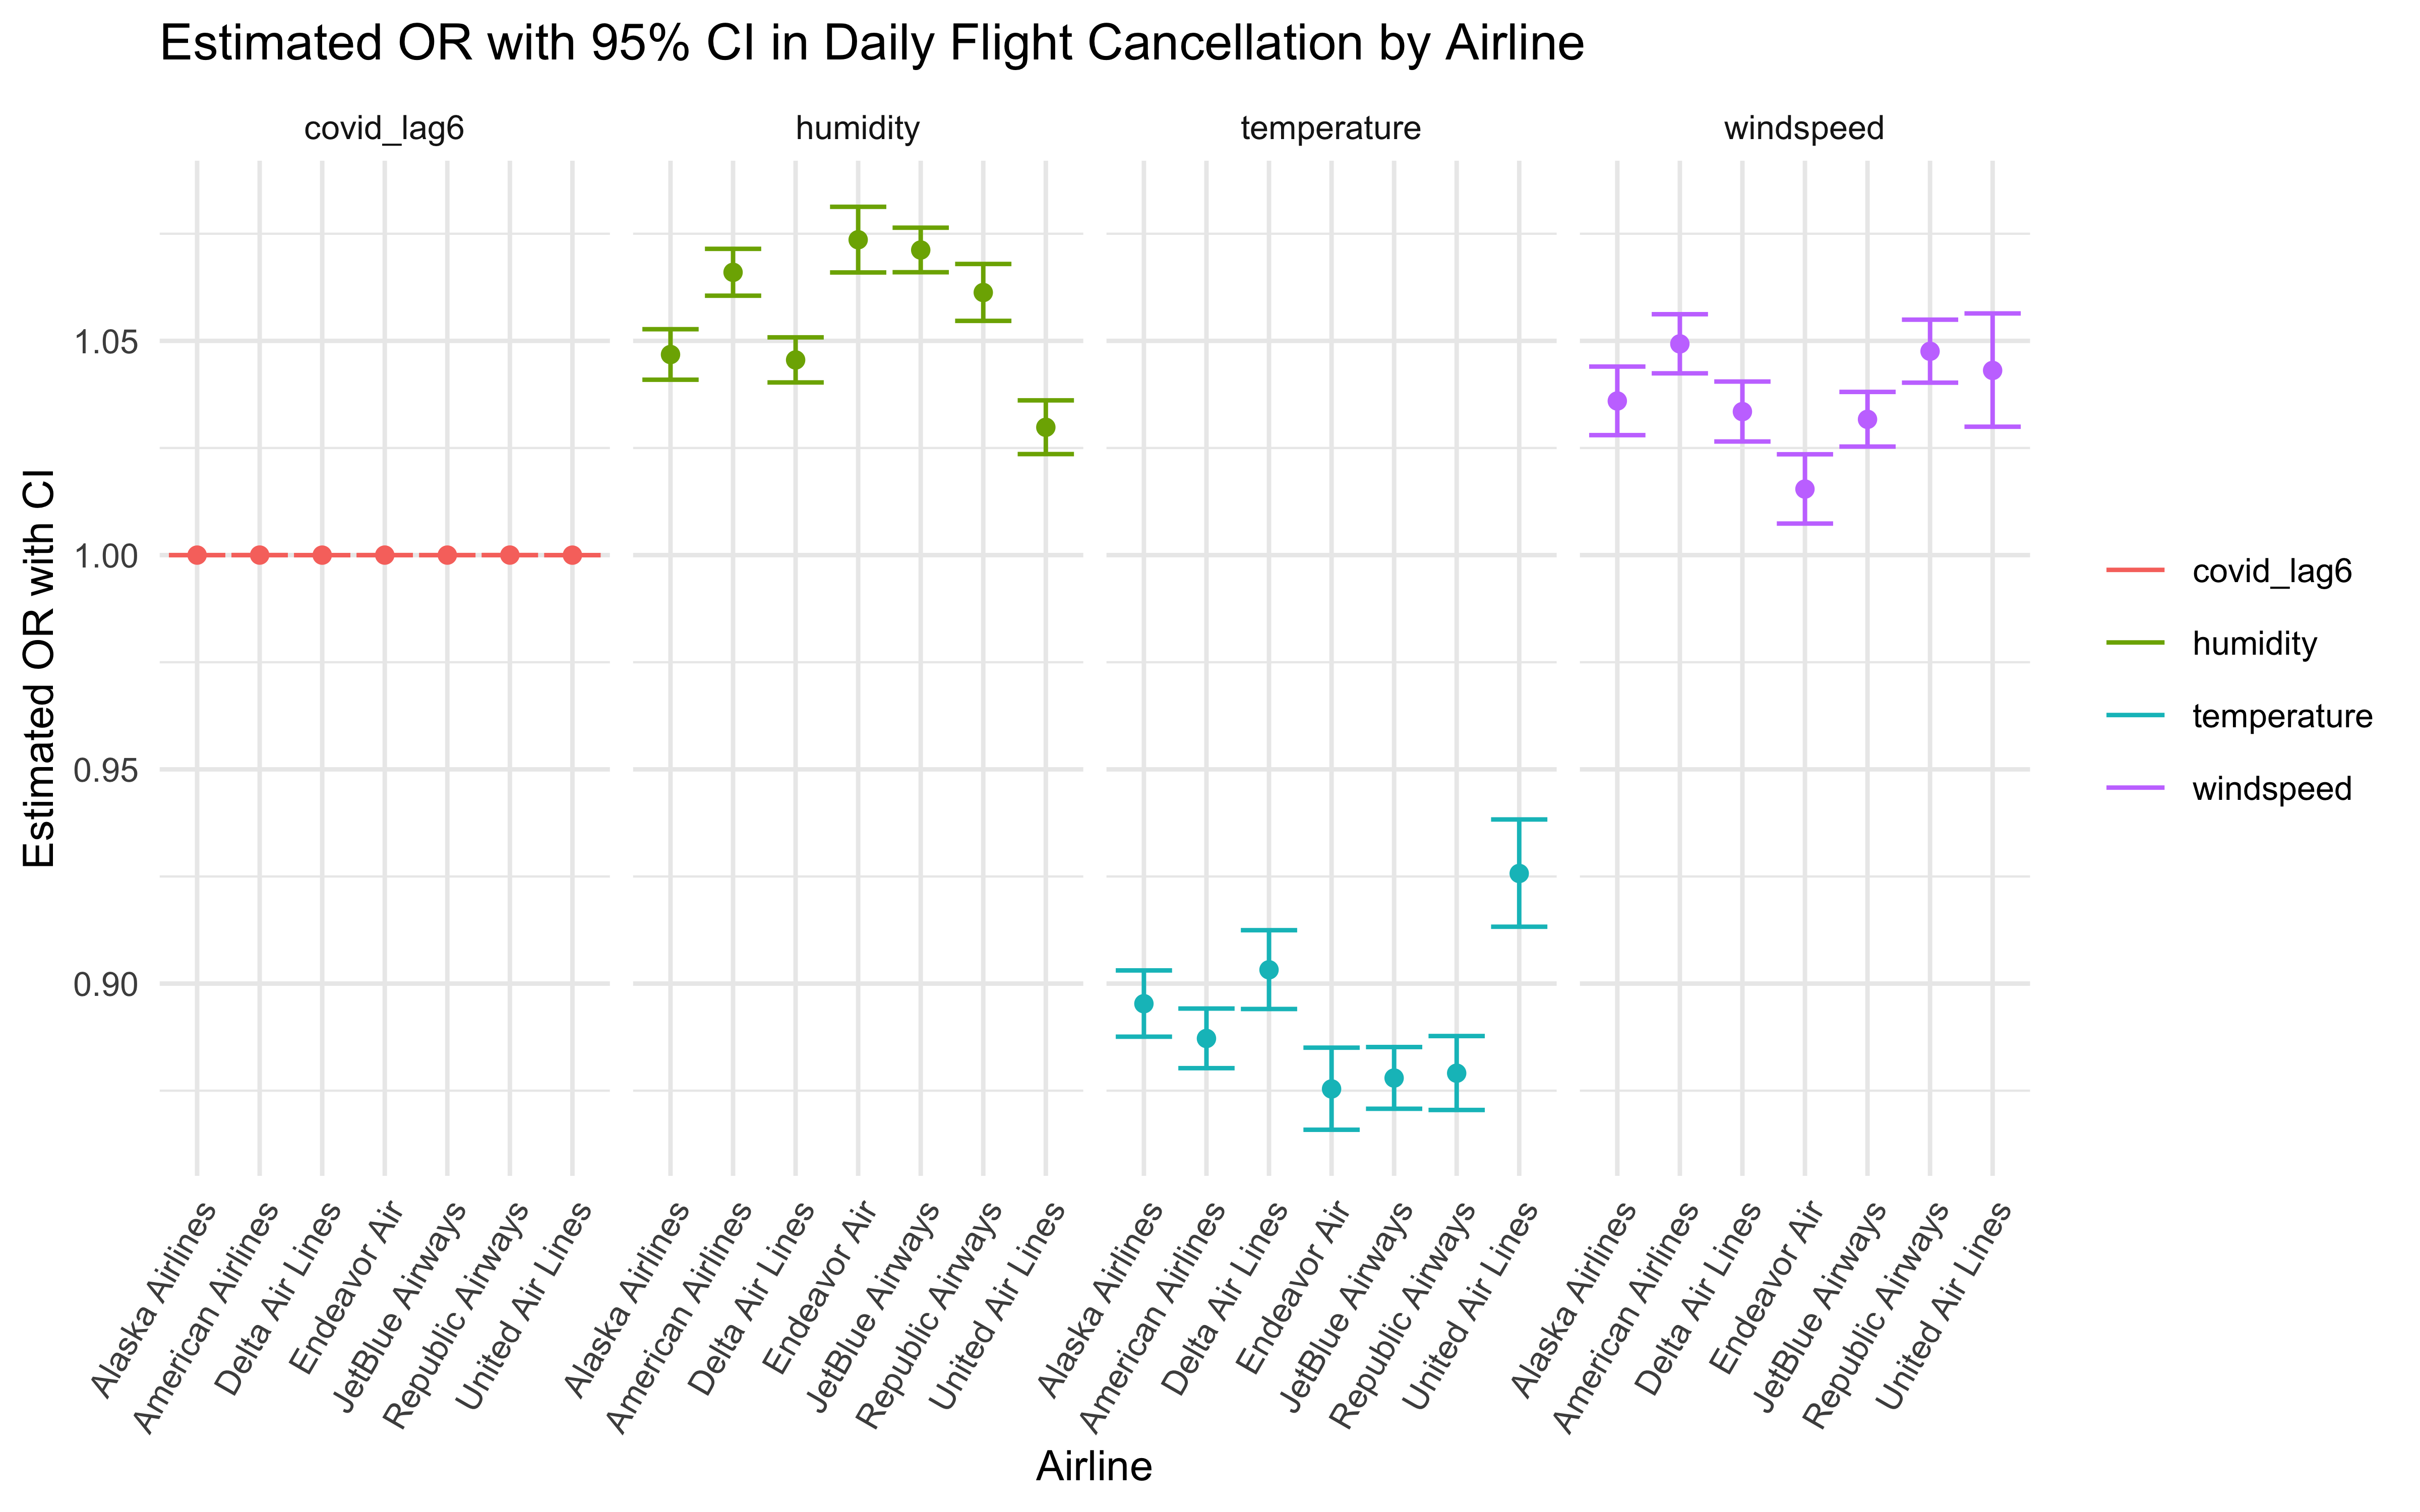 Estimated OR with 95% CI in Daily Flight Cancellation by Airline
covid_lag6
humidity
temperature
windspeed
Estimated OR with CI
1.05
1.00
0.95
0.90
covid_lag6
humidity
temperature
windspeed
Alaska Airlines
American Airlines
Delta Air Lines
Endeavor Air
JetBlue Airways
Republic Airways
United Air Lines
Alaska Airlines
American Airlines
Delta Air Lines
Endeavor Air
JetBlue Airways
Republic Airways
United Air Lines
Alaska Airlines
American Airlines
Delta Air Lines
Endeavor Air
JetBlue Airways
Republic Airways
United Air Lines
Alaska Airlines
American Airlines
Delta Air Lines
Endeavor Air
JetBlue Airways
Republic Airways
United Air Lines
Airline